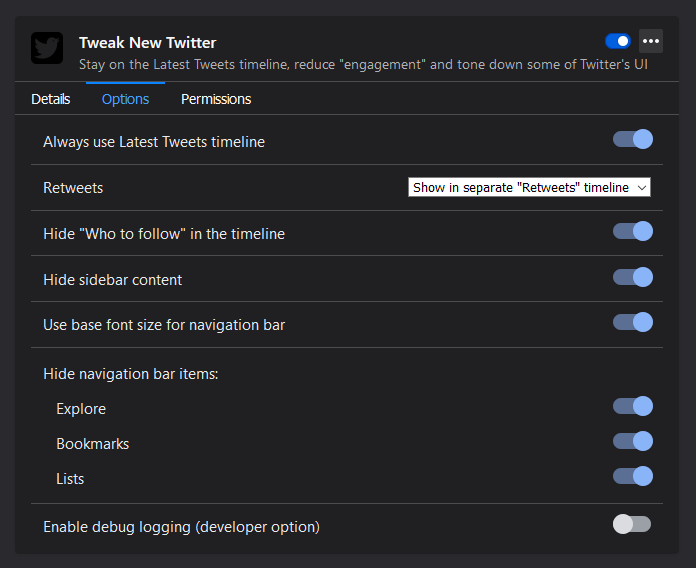 Tweak New Twitter
Stay on the Latest Tweets timeline, reduce "engagement" and tone down some of Twitter's UI
Details Options Permissions
Always use Latest Tweets timeline
Retweets Show in separate "Retweets" timeline
Hide "Who to follow" in the timeline
Hide sidebar content
Use base font size for navigation bar
Hide navigation bar items:
Explore
Bookmarks
Lists
Enable debug logging (developer option)